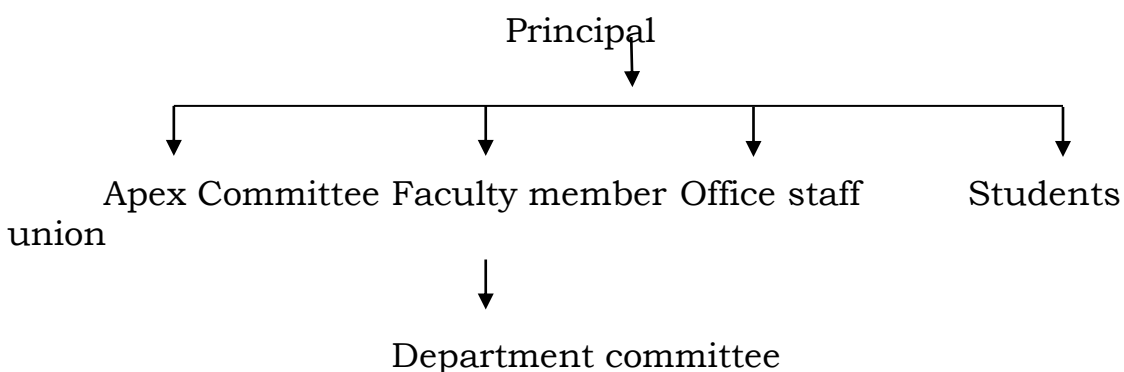 Principal
Apex Committee Faculty member Office staff Students
union
Department committee